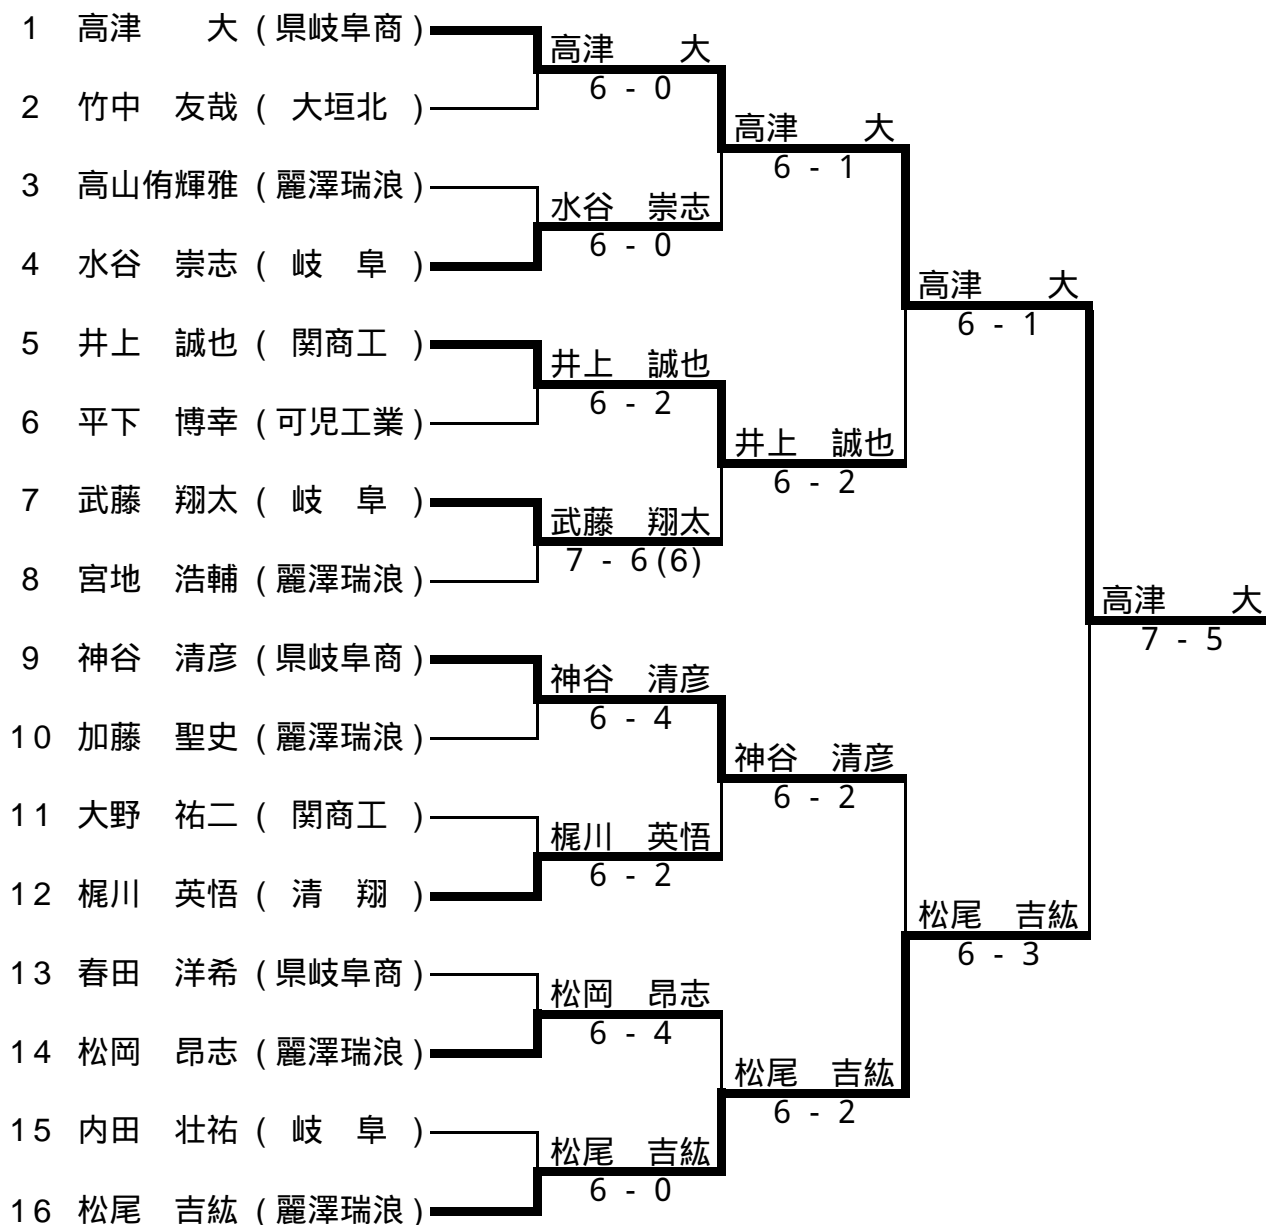 1 高津　　大 ( 県岐阜商 )
2 竹中　友哉 ( 大垣北 )
3 高山侑輝雅 ( 麗澤瑞浪 )
4 水谷　崇志 ( 岐　阜 )
5 井上　誠也 ( 関商工 )
6 平下　博幸 ( 可児工業 )
7 武藤　翔太 ( 岐　阜 )
8 宮地　浩輔 ( 麗澤瑞浪 )
9 神谷　清彦 ( 県岐阜商 )
10 加藤　聖史 ( 麗澤瑞浪 )
11 大野　祐二 ( 関商工 )
12 梶川　英悟 ( 清　翔 )
13 春田　洋希 ( 県岐阜商 )
14 松岡　昂志 ( 麗澤瑞浪 )
15 内田　壮祐 ( 岐　阜 )
16 松尾　吉紘 ( 麗澤瑞浪 )
高津　　大
6 - 0
水谷　崇志
6 - 0
井上　誠也
6 - 2
武藤　翔太
7 - 6 (6)
神谷　清彦
6 - 4
梶川　英悟
6 - 2
松岡　昂志
6 - 4
松尾　吉紘
6 - 0
高津　　大
6 - 1
井上　誠也
6 - 2
神谷　清彦
6 - 2
松尾　吉紘
6 - 2
高津　　大
6 - 1
松尾　吉紘
6 - 3
高津　　大
7 - 5